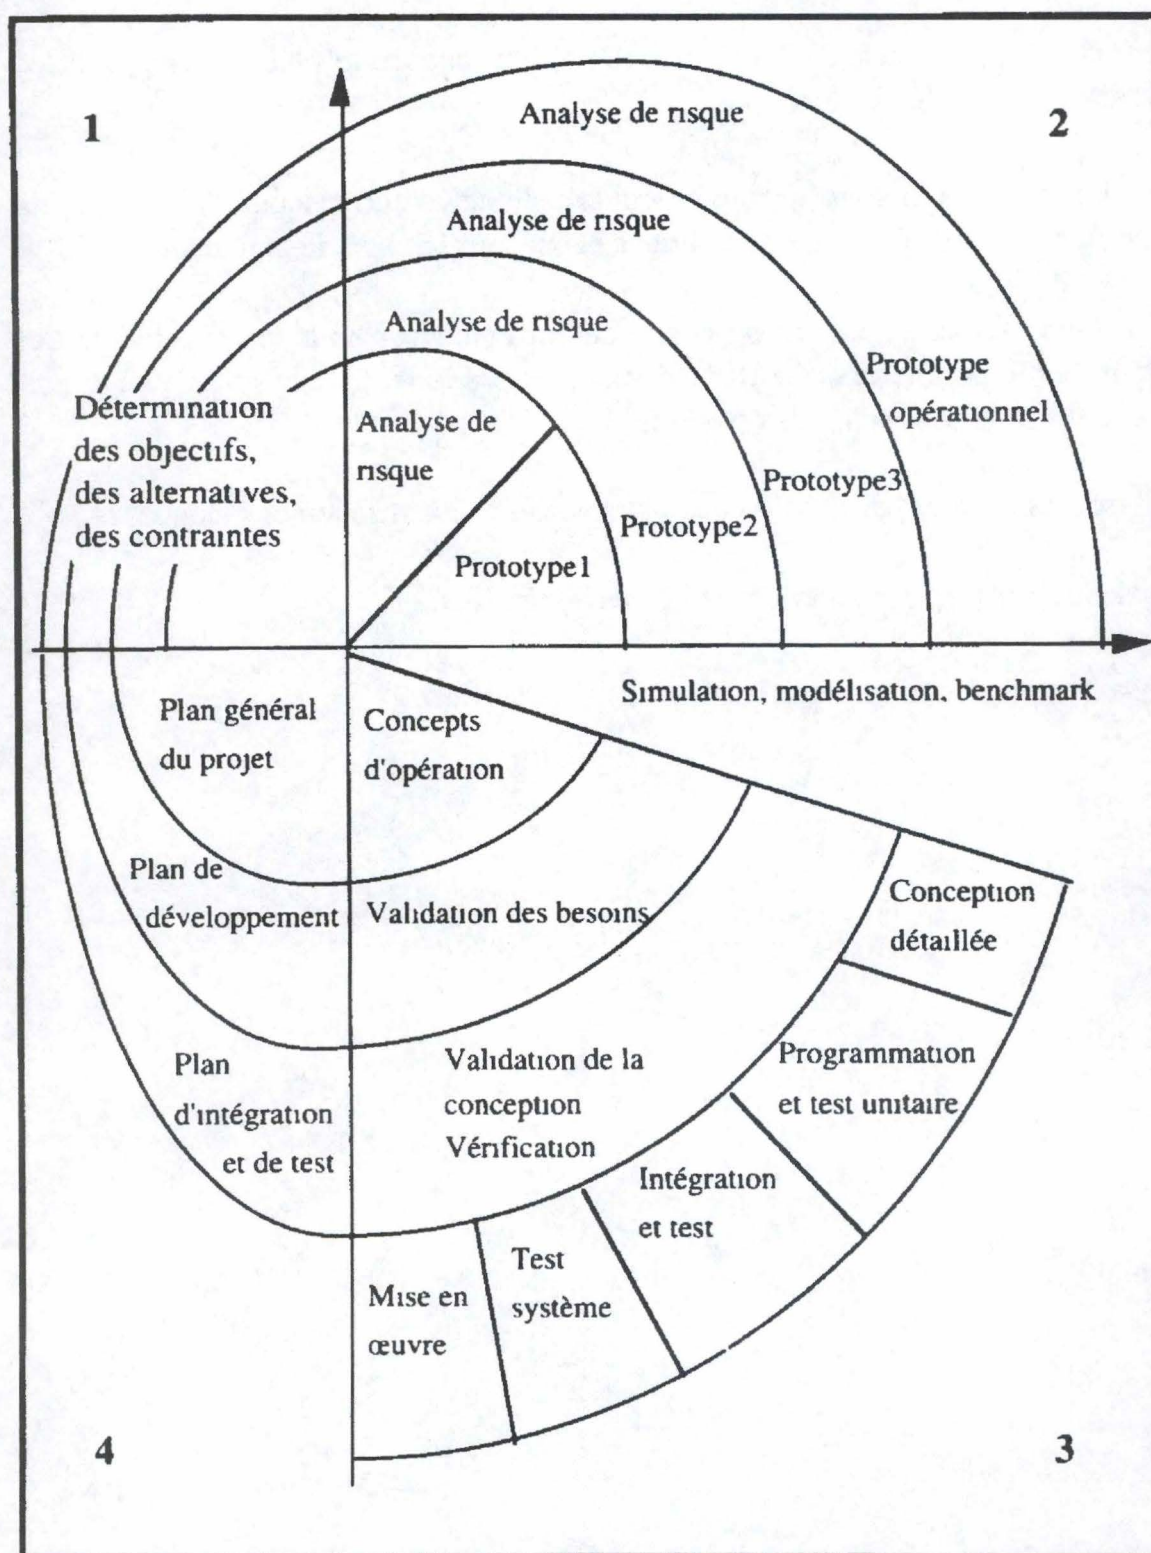 1
2
Analyse de risque
Analyse de risque
Analyse de risque
Analyse de
risque
Prototype
opérationnel
Prototype3
Prototype2
Prototype1
Détermination
des objectifs,
des alternatives,
des contraintes
Simulation, modélisation, benchmark
Plan général
du projet
Concepts
d'opération
Plan de
développement
Validation des besoins
Conception
détaillée
Plan
d'intégration
et de test
Validation de la
conception
Vérification
Programmation
et test unitaire
Intégration
et test
Test
système
Mise en
œuvre
4
3